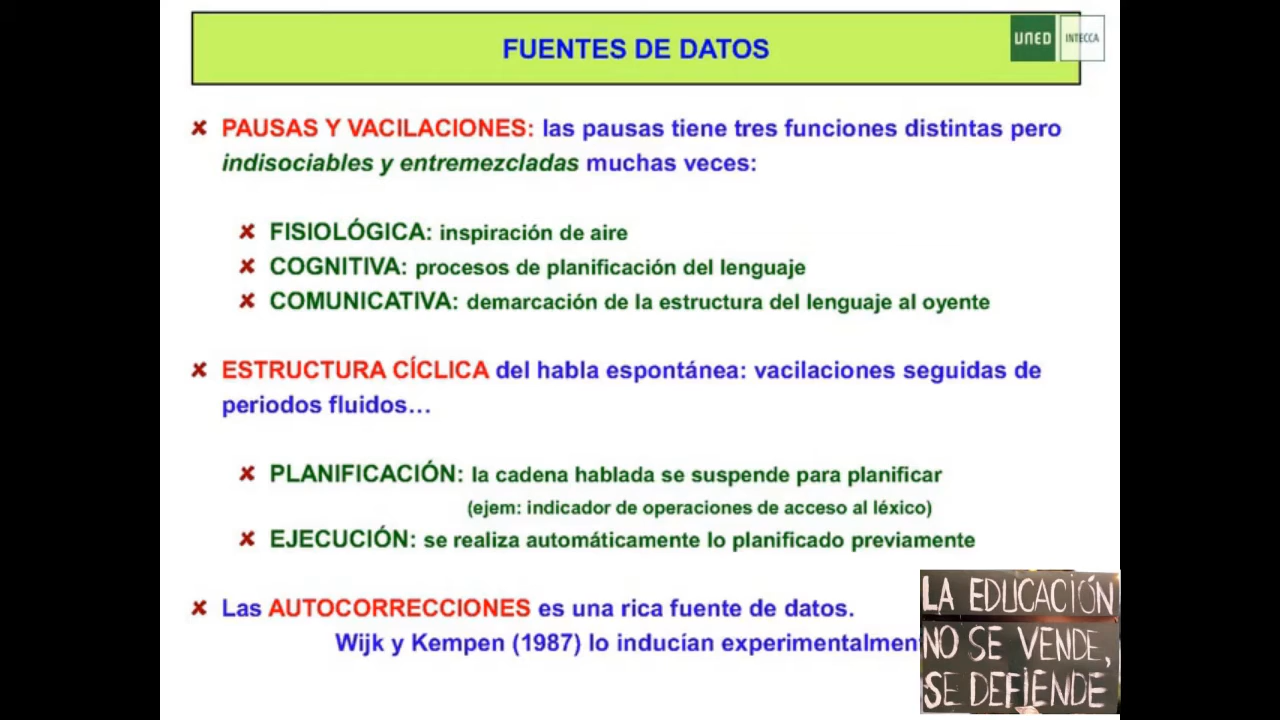 FUENTES DE DATOS
UNED INTECCA
PAUSAS Y VACILACIONES: las pausas tiene tres funciones distintas pero
indisociables y entremezcladas muchas veces:
FISIOLÓGICA: inspiración de aire
COGNITIVA: procesos de planificación del lenguaje
COMUNICATIVA: demarcación de la estructura del lenguaje al oyente
ESTRUCTURA CÍCLICA del habla espontánea: vacilaciones seguidas de
periodos fluidos...
PLANIFICACIÓN: la cadena hablada se suspende para planificar
(ejem: indicador de operaciones de acceso al léxico)
EJECUCIÓN: se realiza automáticamente lo planificado previamente
Las AUTOCORRECCIONES es una rica fuente de datos.
Wijk y Kempen (1987) lo inducían
LA EDUCACIÓN
NO SE VENDE,
SE DEFIENDE